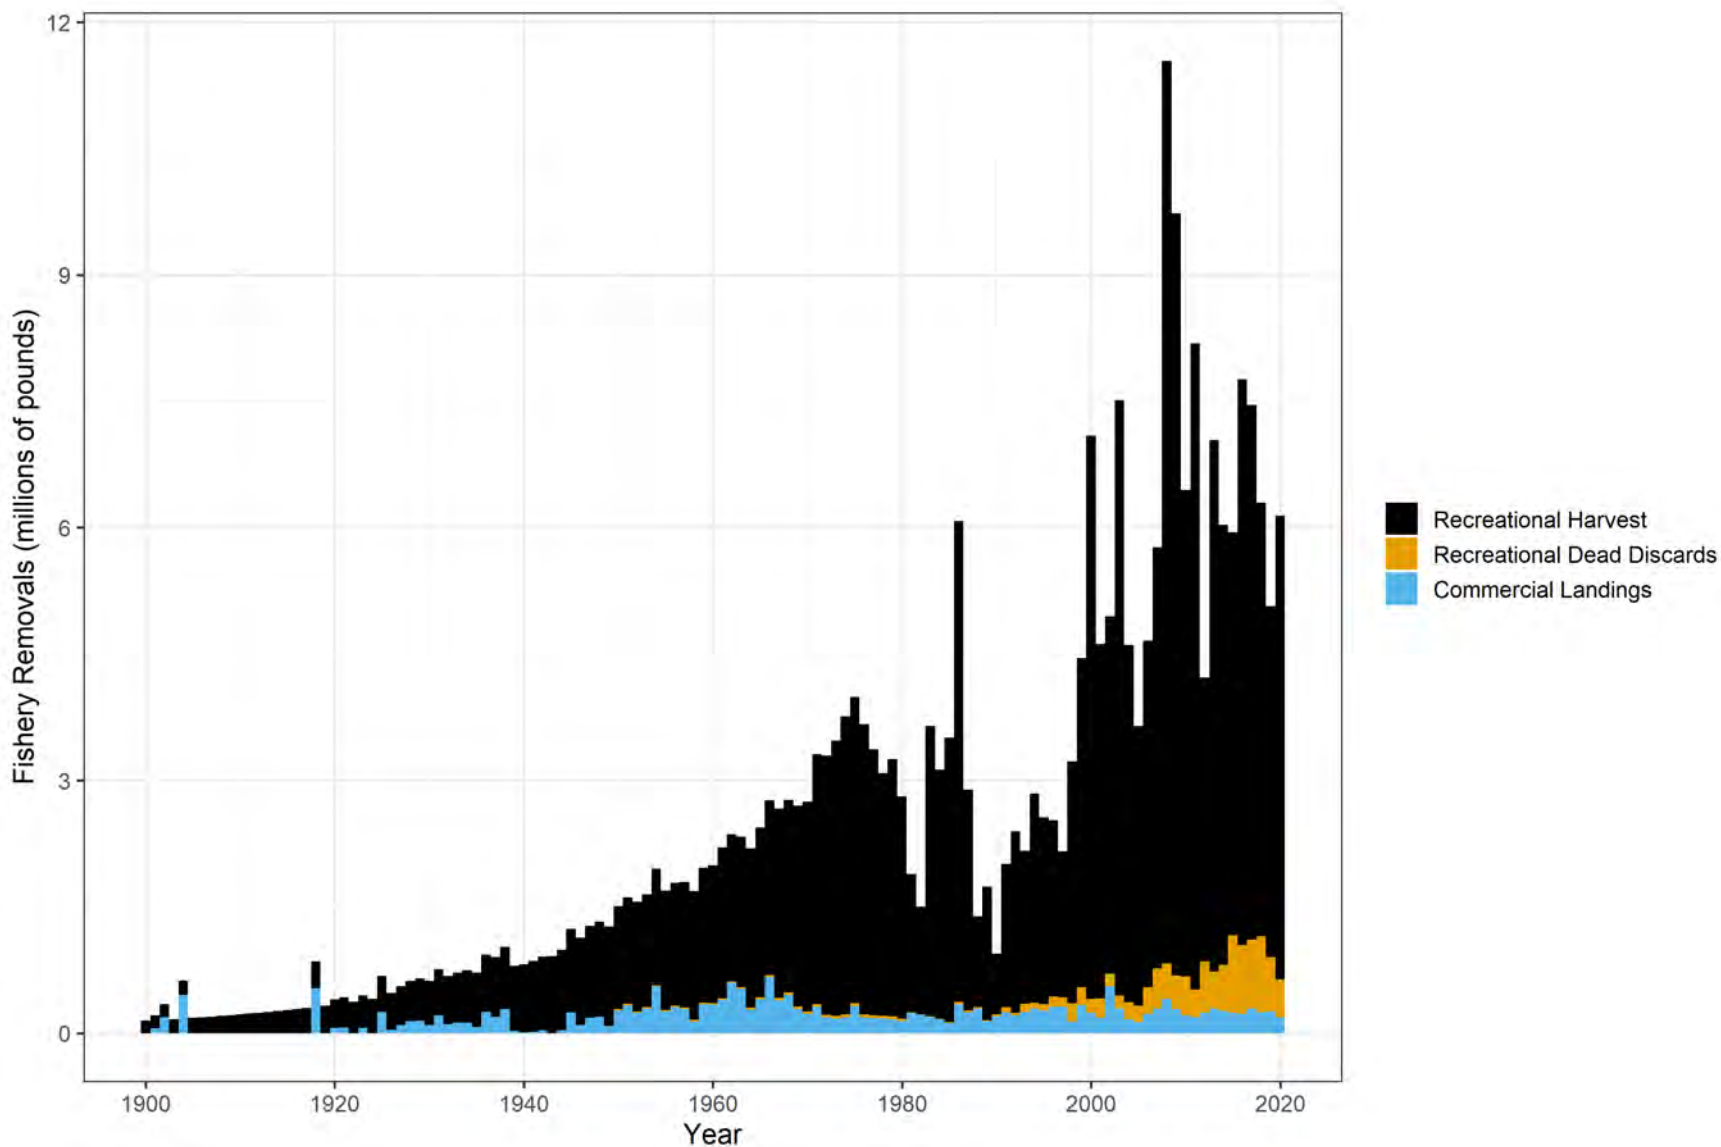 12
9
6
3
0
Fishery Removals (millions of pounds)
Recreational Harvest
Recreational Dead Discards
Commercial Landings
1900 1920 1940 1960 1980 2000 2020
Year